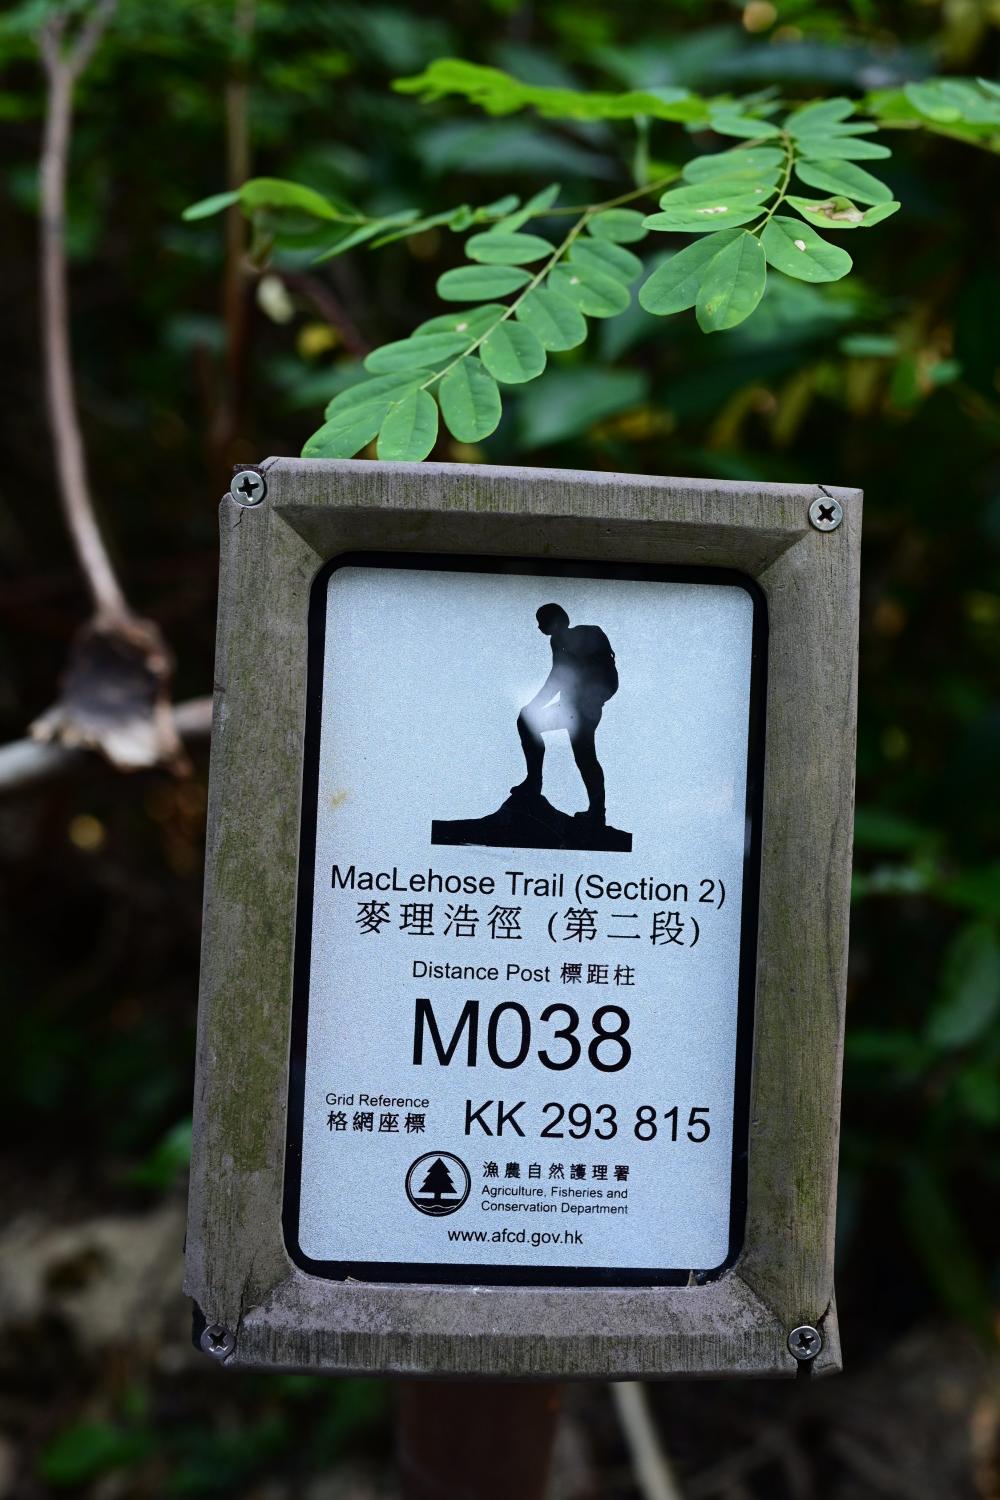 MacLehose Trail (Section 2)
麥理浩徑 (第二段)
Distance Post 標距柱
M038
Grid Reference
格網座標
KK 293 815
漁農自然護理署
Agriculture, Fisheries and
Conservation Department
www.afcd.gov.hk